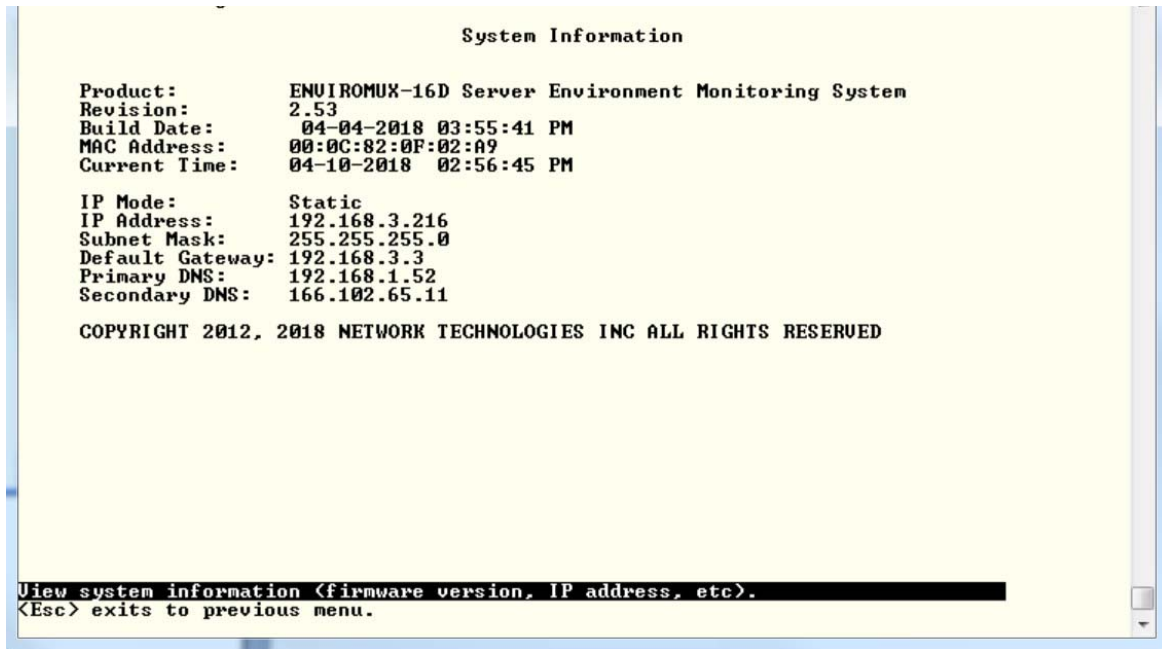 System Information
Product: ENVIROMUX-16D Server Environment Monitoring System
Revision: 2.53
Build Date: 04-04-2018 03:55:41 PM
MAC Address: 00:0C:82:0F:02:A9
Current Time: 04-10-2018 02:56:45 PM
IP Mode: Static
IP Address: 192.168.3.216
Subnet Mask: 255.255.255.0
Default Gateway: 192.168.3.3
Primary DNS: 192.168.1.52
Secondary DNS: 166.102.65.11
COPYRIGHT 2012, 2018 NETWORK TECHNOLOGIES INC ALL RIGHTS RESERVED
View system information <firmware version, IP address, etc>.
<Esc> exits to previous menu.